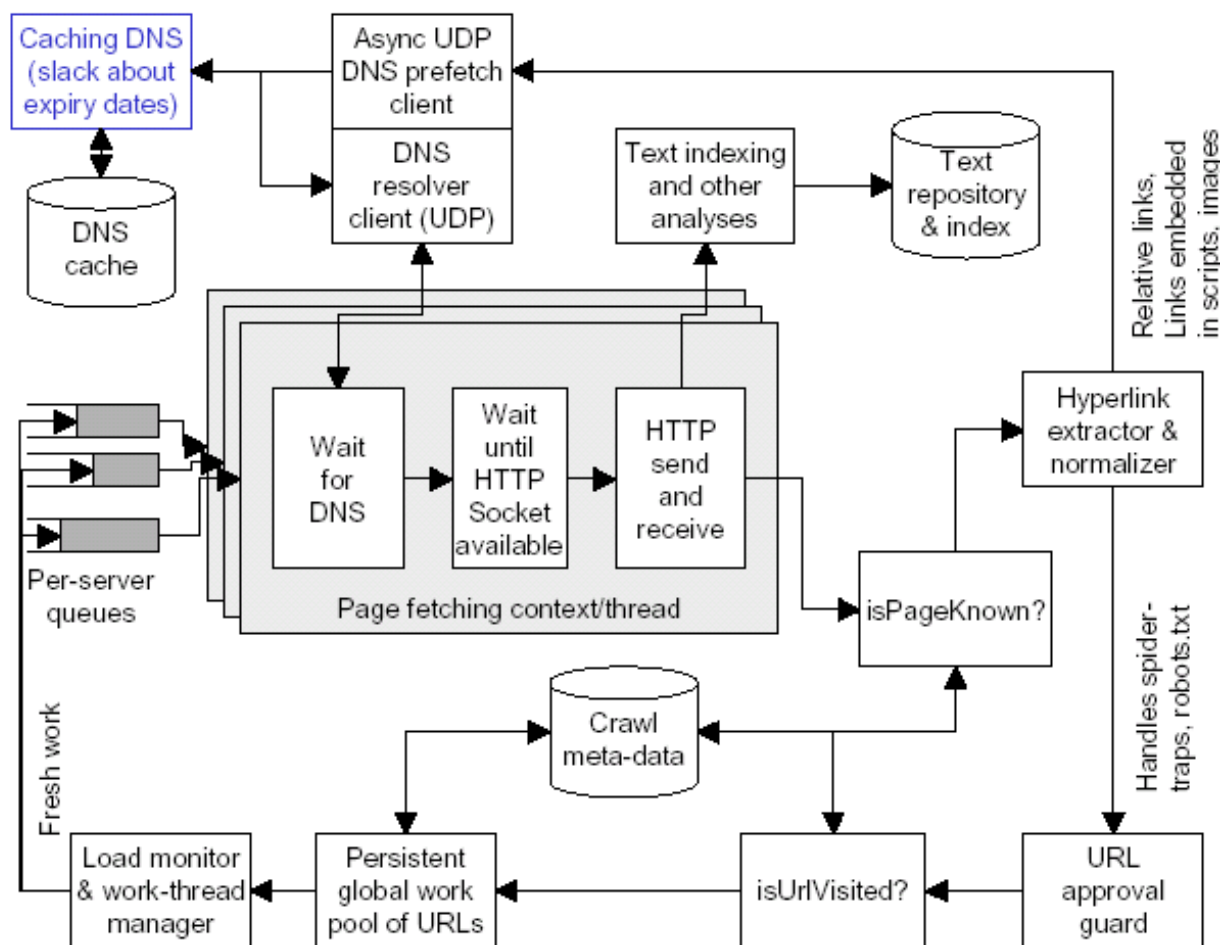 Caching DNS
(slack about
expiry dates)
Async UDP
DNS prefetch
client
DNS
resolver
client (UDP)
DNS
cache
Text indexing
and other
analyses
Text
repository
& index
Relative links,
Links embedded
in scripts, images
Wait
for
DNS
Wait
until
HTTP
Socket
available
HTTP
send
and
receive
Page fetching context/thread
Per-server
queues
Hyperlink
extractor &
normalizer
isPageKnown?
Handles spider-
traps, robots.txt
Crawl
meta-data
Fresh work
Load monitor
& work-thread
manager
Persistent
global work
pool of URLs
isUrlVisited?
URL
approval
guard